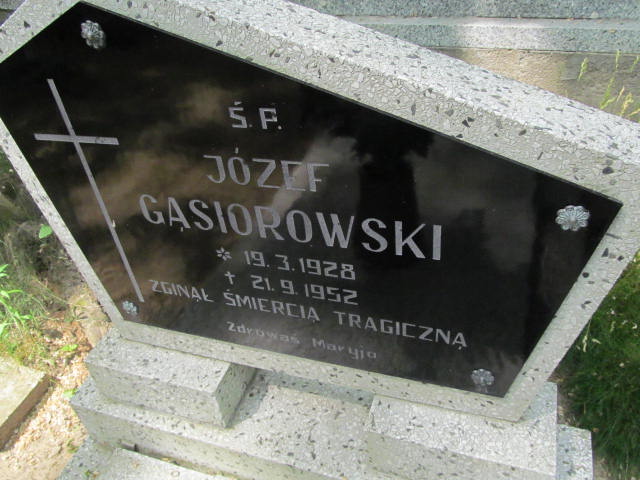 Ś.P.
JÓZEF
GĄSIOROWSKI
* 19.3.1928
† 21.9.1952
ZGINĄŁ ŚMIERCIĄ TRAGICZNĄ
Zdrowaś Maryjo